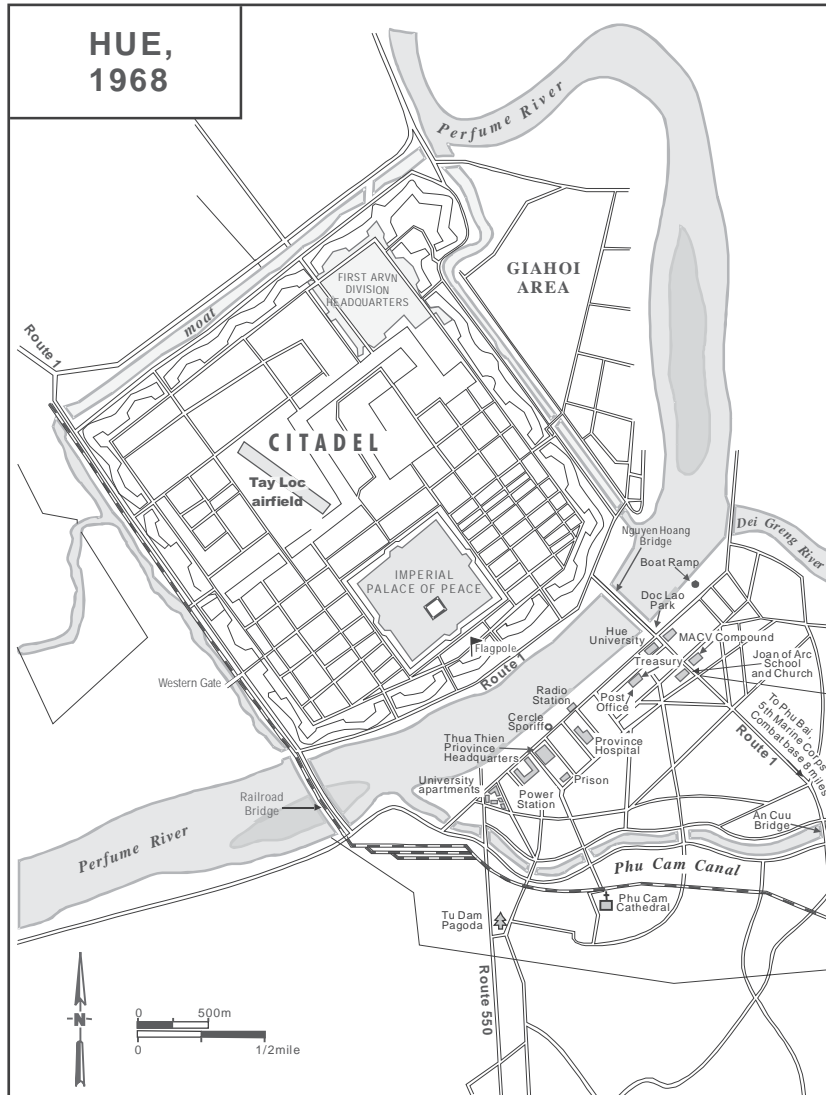 HUE,
1968
Perfume River
GIAHOI
AREA
FIRST ARVN
DIVISION
HEADQUARTERS
moat
Route 1
CITADEL
Tay Loc
airfield
IMPERIAL
PALACE OF PEACE
Flagpole
Route 1
Western Gate
Nguyen Hoang
Bridge
Dei Greng River
Boat Ramp
Doc Lao
Park
Hue
University
MACV Compound
Treasury
Joan of Arc
School
and Church
Post
Office
Radio
Station
Cercle
Sporiff
Province
Hospital
To Phu Bai,
5th Marine Corps
Combat base 8 miles
Route 1
Thua Thien
Priovince
Headquarters
Prison
University
apartments
Power
Station
Railroad
Bridge
An Cuu
Bridge
Perfume River
Phu Cam Canal
Phu Cam
Cathedral
Tu Dam
Pagoda
Route 550
N
0 500m
0 1/2mile